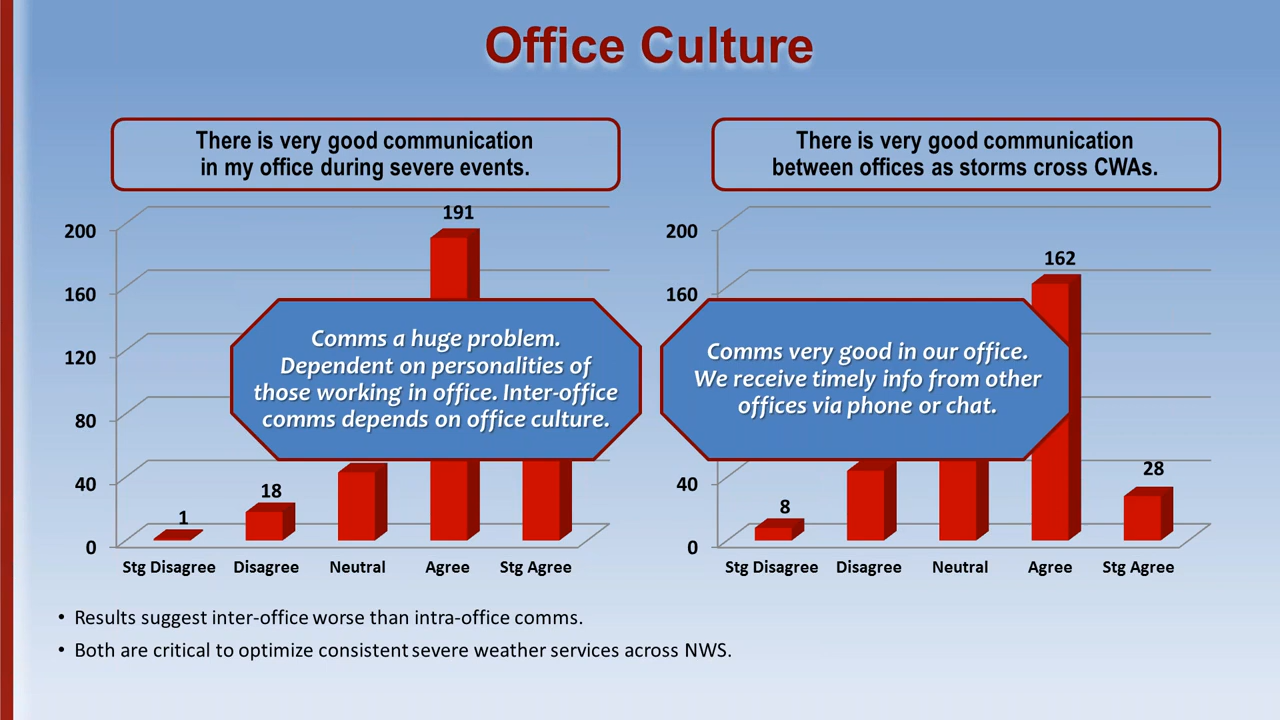 Office Culture
There is very good communication
in my office during severe events.
There is very good communication
between offices as storms cross CWAs.
200
160
120
80
40
0
191
18
1
Comms a huge problem.
Dependent on personalities of
those working in office. Inter-office
comms depends on office culture.
Stg Disagree
Disagree
Neutral
Agree
Stg Agree
200
160
40
0
162
28
8
Comms very good in our office.
We receive timely info from other
offices via phone or chat.
Stg Disagree
Disagree
Neutral
Agree
Stg Agree
• Results suggest inter-office worse than intra-office comms.
• Both are critical to optimize consistent severe weather services across NWS.